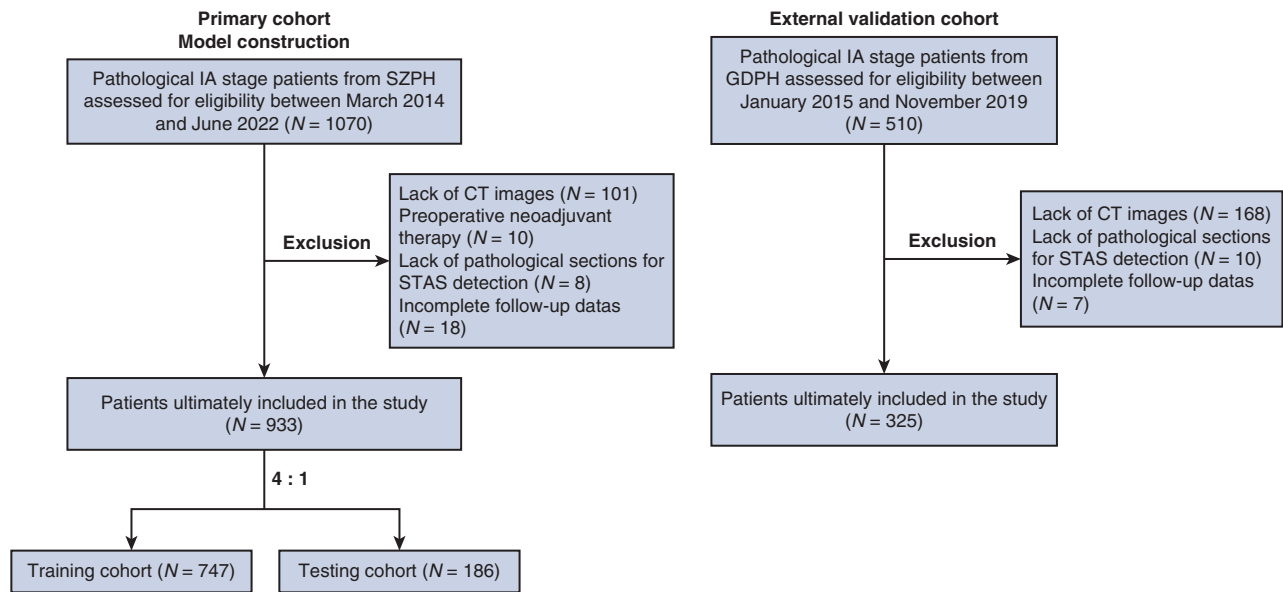 Primary cohort
Model construction
Pathological IA stage patients from SZPH
assessed for eligibility between March 2014
and June 2022 (N = 1070)
Exclusion
Lack of CT images (N = 101)
Preoperative neoadjuvant
therapy (N = 10)
Lack of pathological sections for
STAS detection (N = 8)
Incomplete follow-up datas
(N = 18)
Patients ultimately included in the study
(N = 933)
4 : 1
Training cohort (N = 747)
Testing cohort (N = 186)
External validation cohort
Pathological IA stage patients from
GDPH assessed for eligibility between
January 2015 and November 2019
(N = 510)
Exclusion
Lack of CT images (N = 168)
Lack of pathological sections
for STAS detection (N = 10)
Incomplete follow-up datas
(N = 7)
Patients ultimately included in the study
(N = 325)